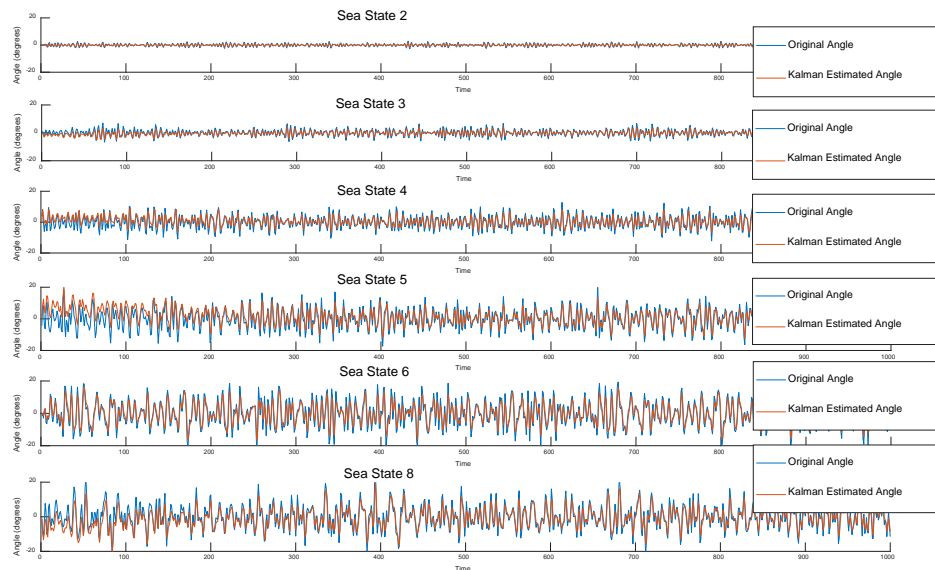 Sea State 2
20
0
-20
Angle (degrees)
0 100 200 300 400 500 600 700 800
Time
Original Angle
Kalman Estimated Angle
Sea State 3
20
0
-20
Angle (degrees)
0 100 200 300 400 500 600 700 800
Time
Original Angle
Kalman Estimated Angle
Sea State 4
20
0
-20
Angle (degrees)
0 100 200 300 400 500 600 700 800
Time
Original Angle
Kalman Estimated Angle
Sea State 5
20
0
-20
Angle (degrees)
0 100 200 300 400 500 600 700 800 900 1000
Time
Original Angle
Kalman Estimated Angle
Sea State 6
20
0
-20
Angle (degrees)
0 100 200 300 400 500 600 700 800 900 1000
Time
Original Angle
Kalman Estimated Angle
Sea State 8
20
0
-20
Angle (degrees)
0 100 200 300 400 500 600 700 800 900 1000
Time
Original Angle
Kalman Estimated Angle